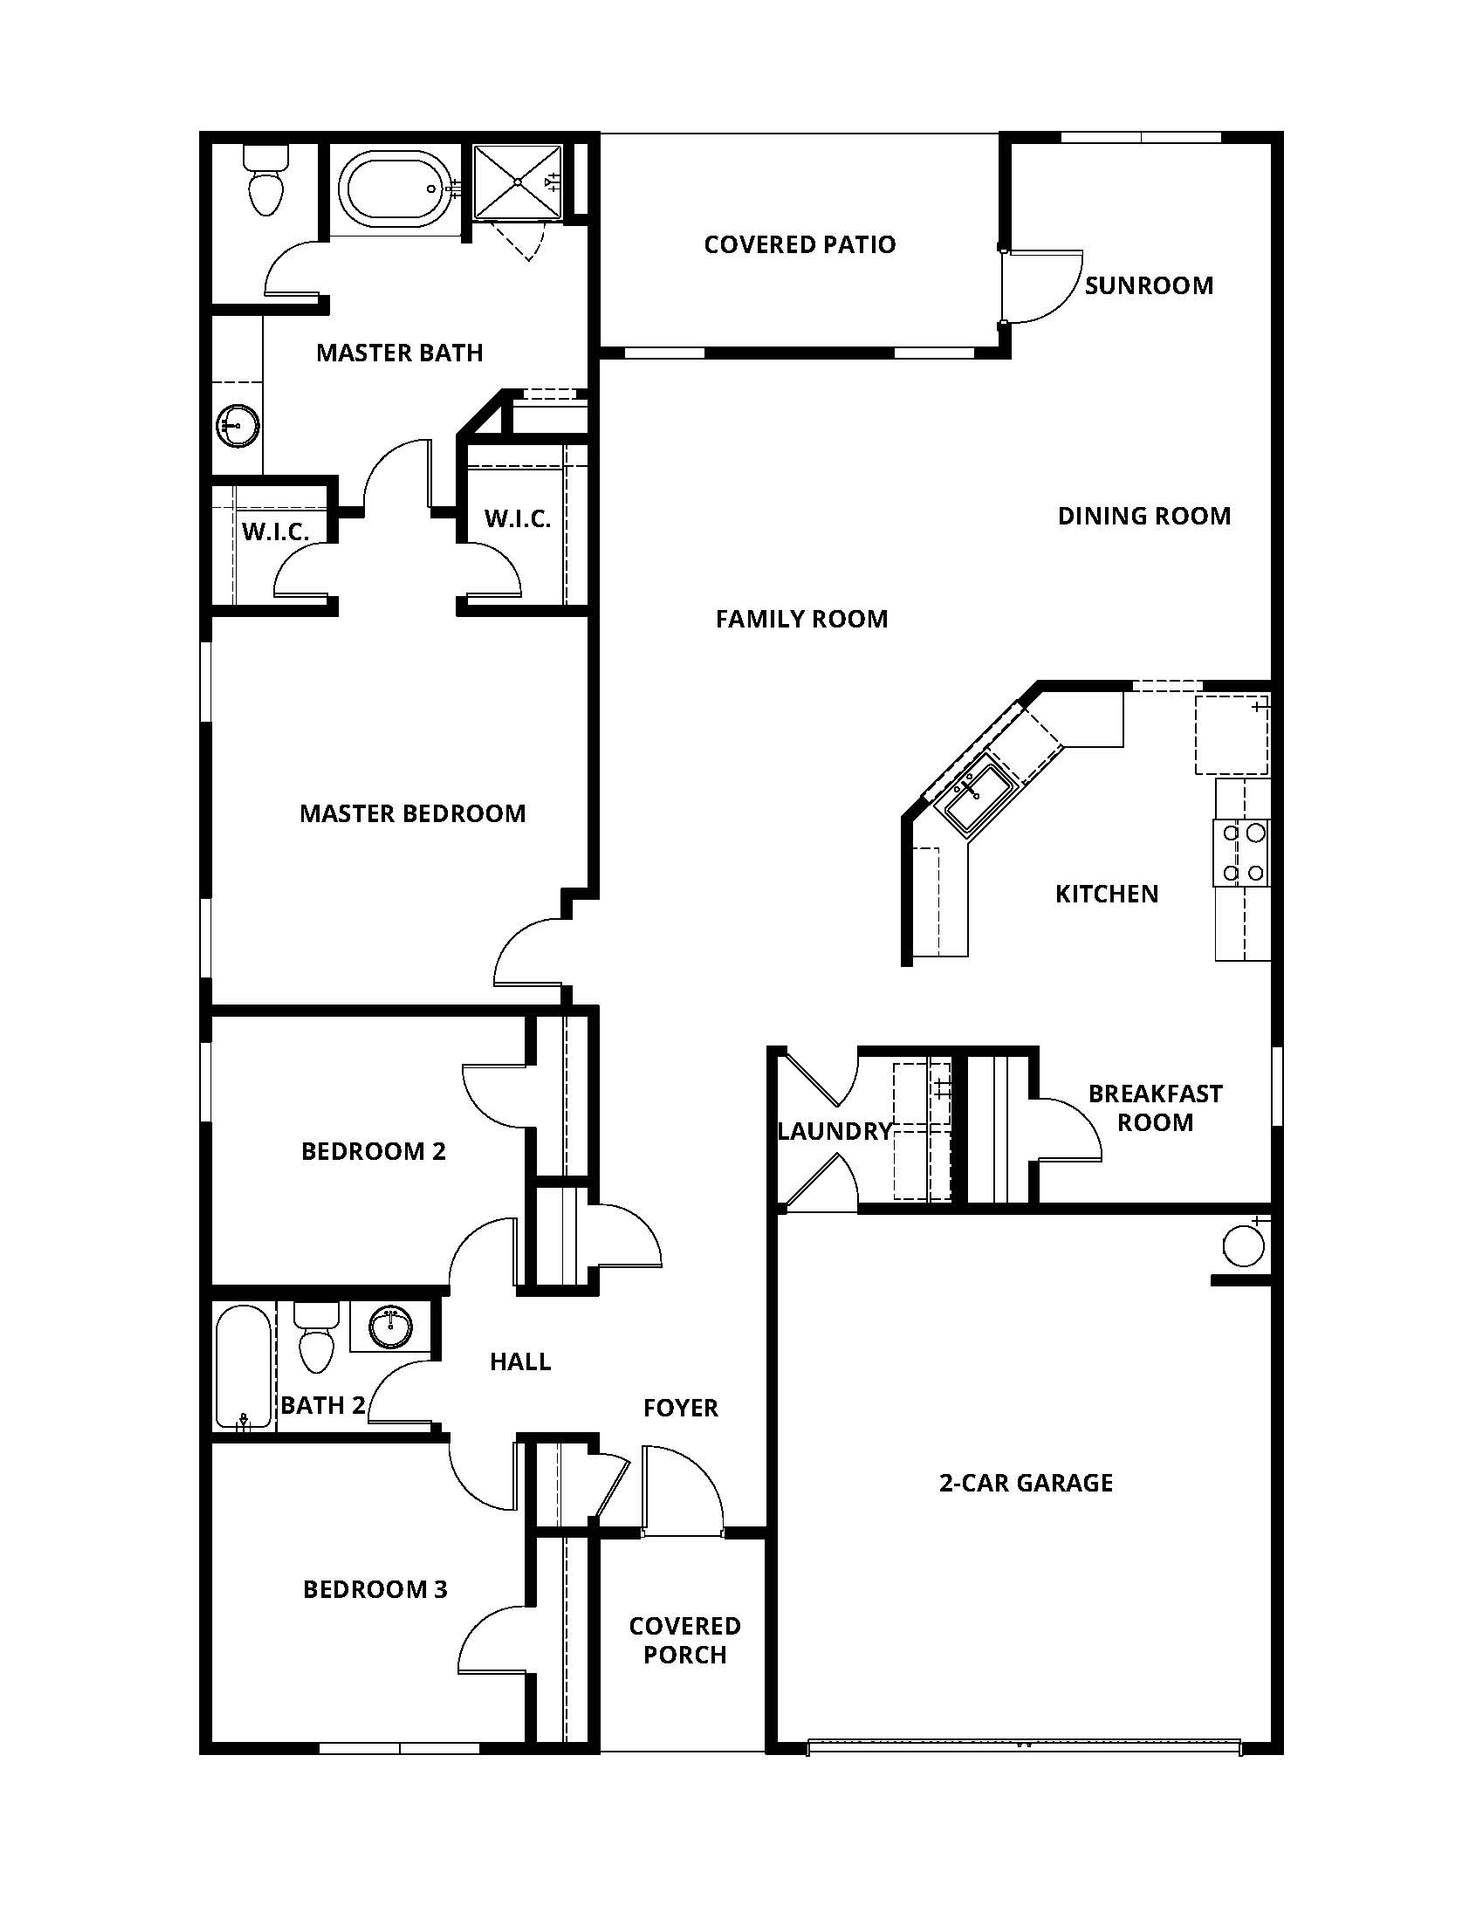 COVERED PATIO
SUNROOM
MASTER BATH
DINING ROOM
W.I.C.
W.I.C.
FAMILY ROOM
MASTER BEDROOM
KITCHEN
BREAKFAST
ROOM
LAUNDRY
BEDROOM 2
HALL
BATH 2
FOYER
2-CAR GARAGE
BEDROOM 3
COVERED
PORCH